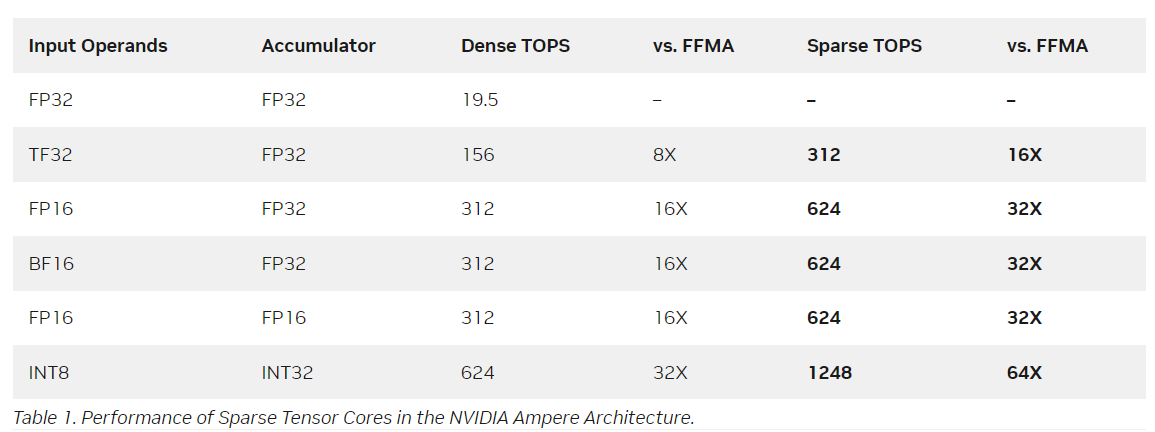 Input Operands Accumulator Dense TOPS vs. FFMA Sparse TOPS vs. FFMA
FP32 FP32 19.5 – – –
TF32 FP32 156 8X 312 16X
FP16 FP32 312 16X 624 32X
BF16 FP32 312 16X 624 32X
FP16 FP16 312 16X 624 32X
INT8 INT32 624 32X 1248 64X
Table 1. Performance of Sparse Tensor Cores in the NVIDIA Ampere Architecture.